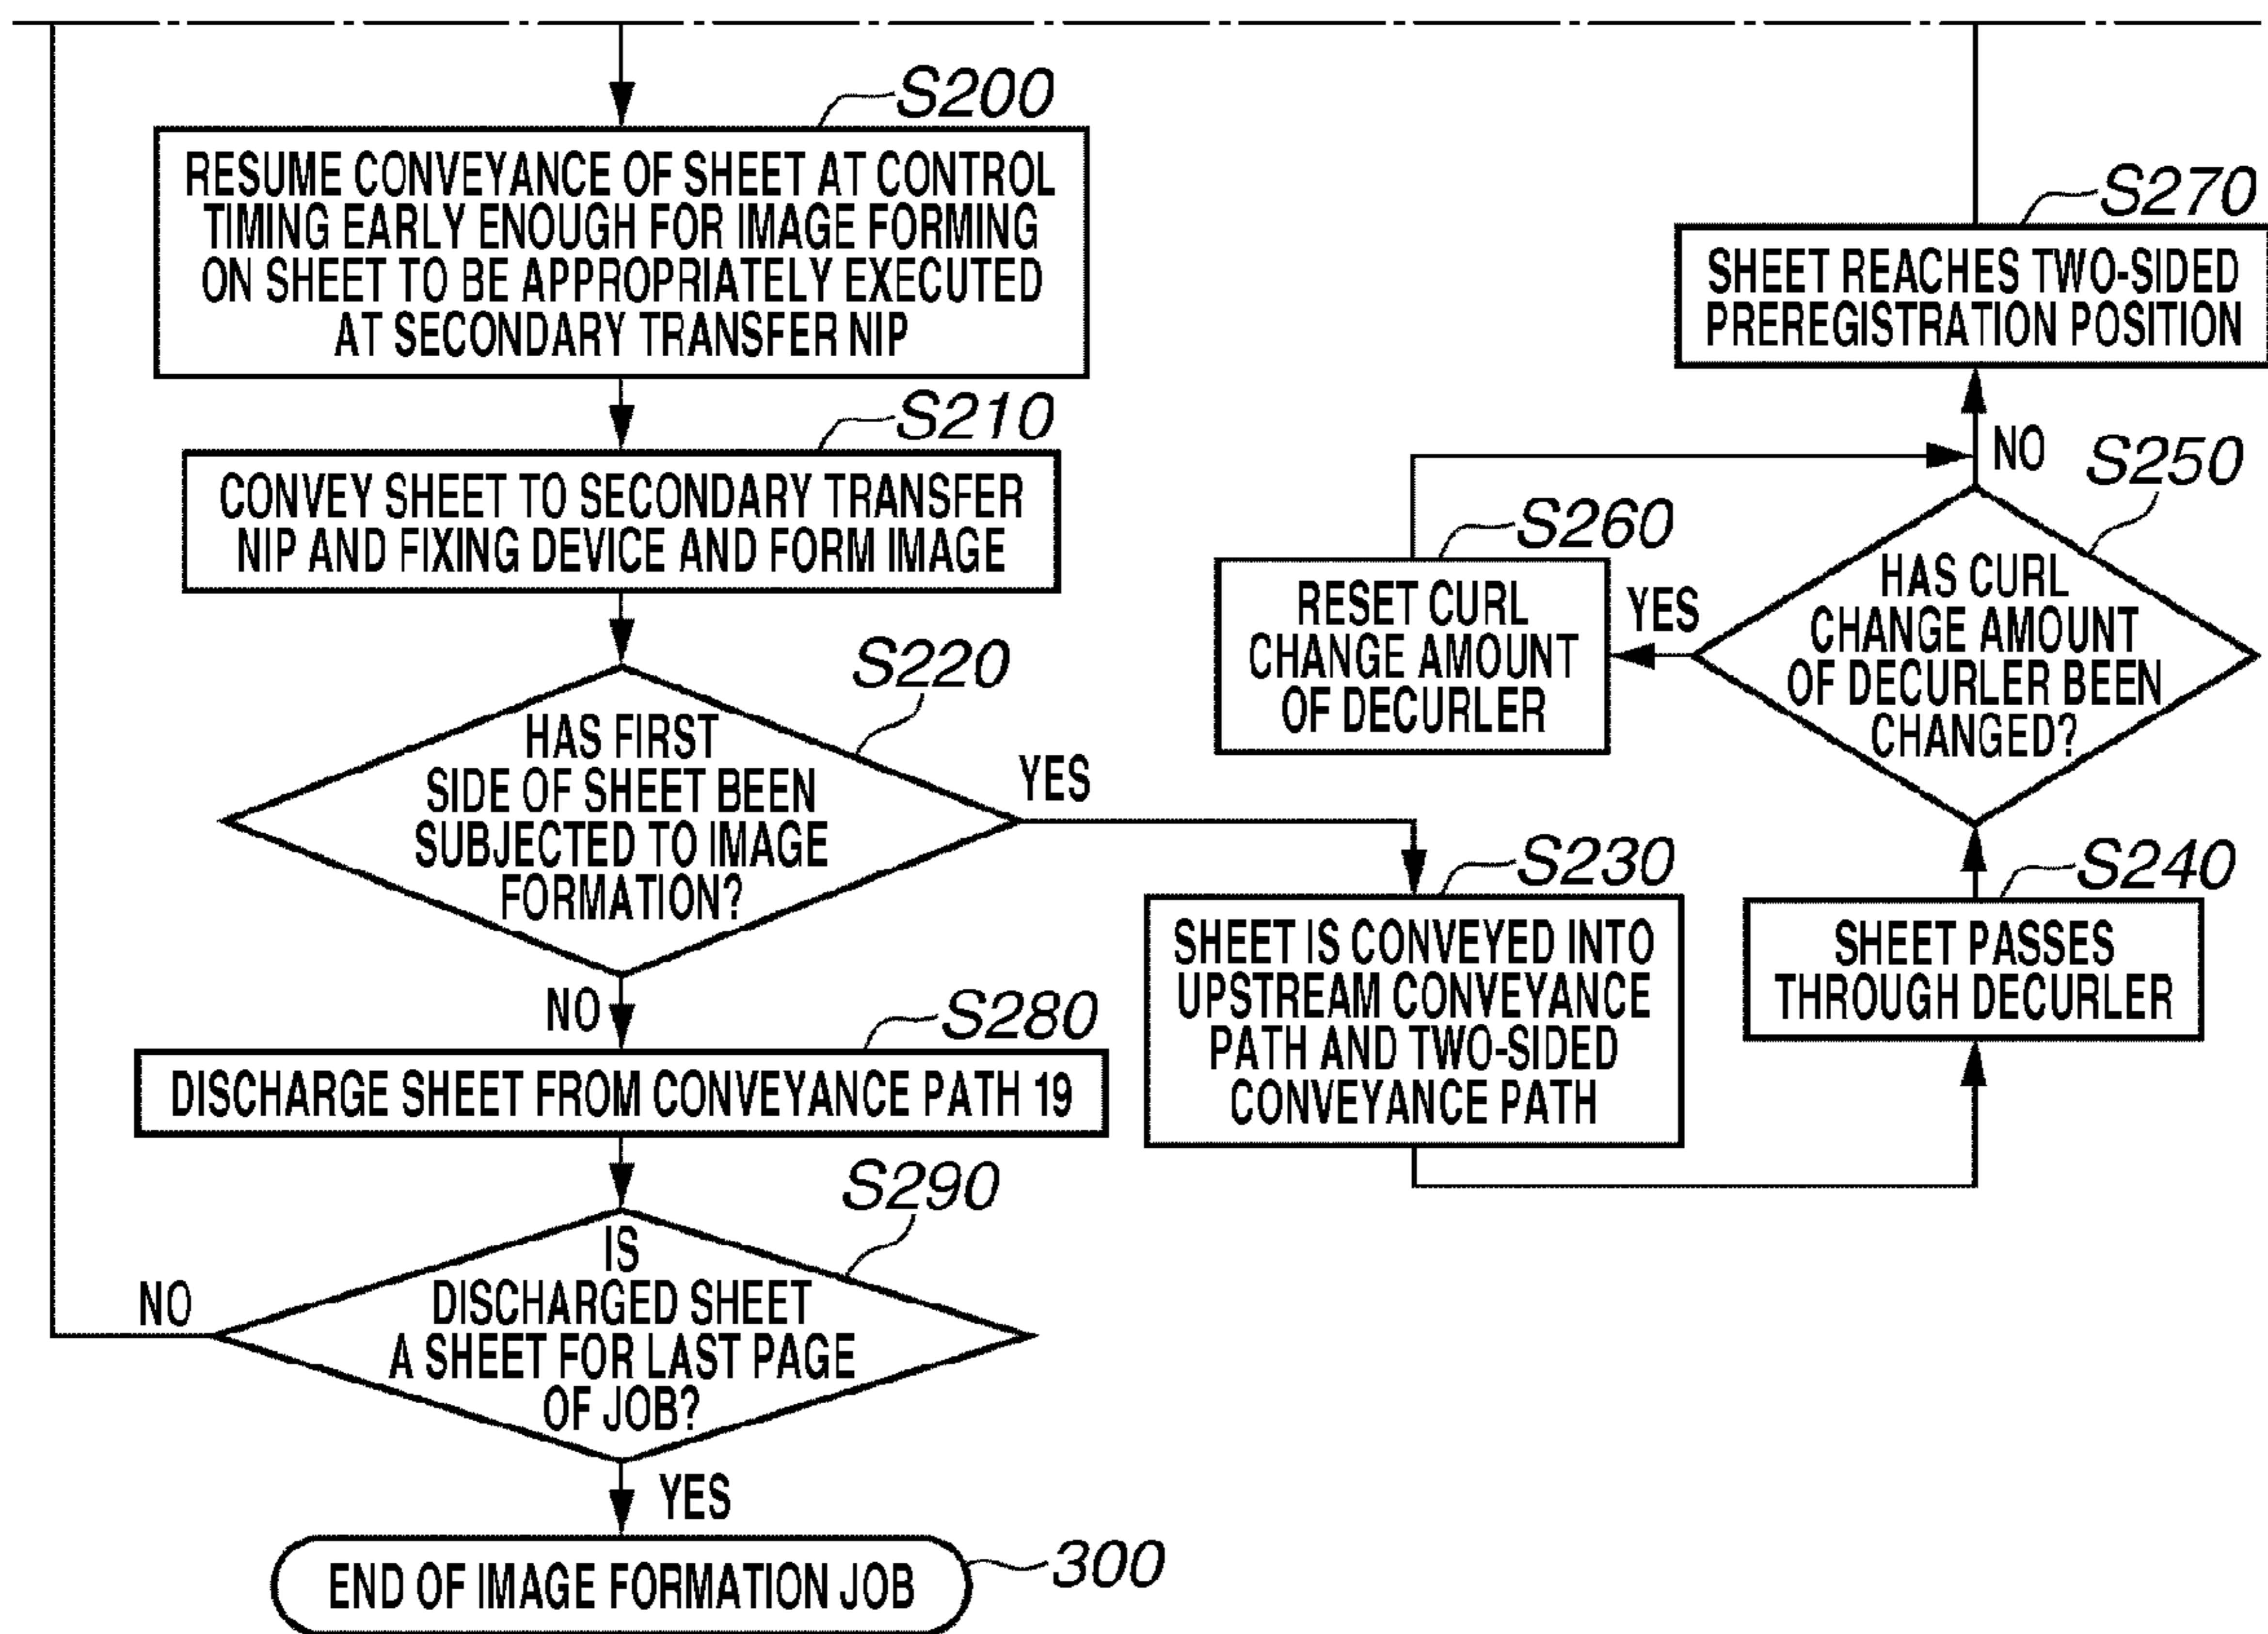 S200
RESUME CONVEYANCE OF SHEET AT CONTROL
TIMING EARLY ENOUGH FOR IMAGE FORMING
ON SHEET TO BE APPROPRIATELY EXECUTED
AT SECONDARY TRANSFER NIP
S210
CONVEY SHEET TO SECONDARY TRANSFER
NIP AND FIXING DEVICE AND FORM IMAGE
S220
HAS FIRST
SIDE OF SHEET BEEN
SUBJECTED TO IMAGE
FORMATION?
YES
NO
S230
SHEET IS CONVEYED INTO
UPSTREAM CONVEYANCE
PATH AND TWO-SIDED
CONVEYANCE PATH
S240
SHEET PASSES
THROUGH DECURLER
S250
HAS CURL
CHANGE AMOUNT
OF DECURLER BEEN
CHANGED?
YES
NO
S260
RESET CURL
CHANGE AMOUNT
OF DECURLER
S270
SHEET REACHES TWO-SIDED
PREREGISTRATION POSITION
S280
DISCHARGE SHEET FROM CONVEYANCE PATH 19
S290
IS
DISCHARGED SHEET
A SHEET FOR LAST PAGE
OF JOB?
NO
YES
END OF IMAGE FORMATION JOB
300